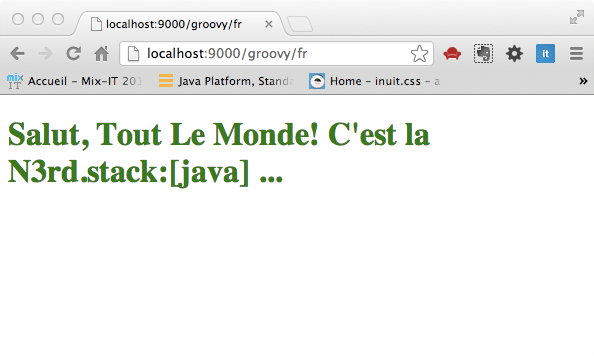 localhost:9000/groovy/fr
localhost:9000/groovy/fr
mix IT Accueil – Mix-IT 201 Java Platform, Standa Home – inuit.css – a »
Salut, Tout Le Monde! C'est la
N3rd.stack:[java] ...